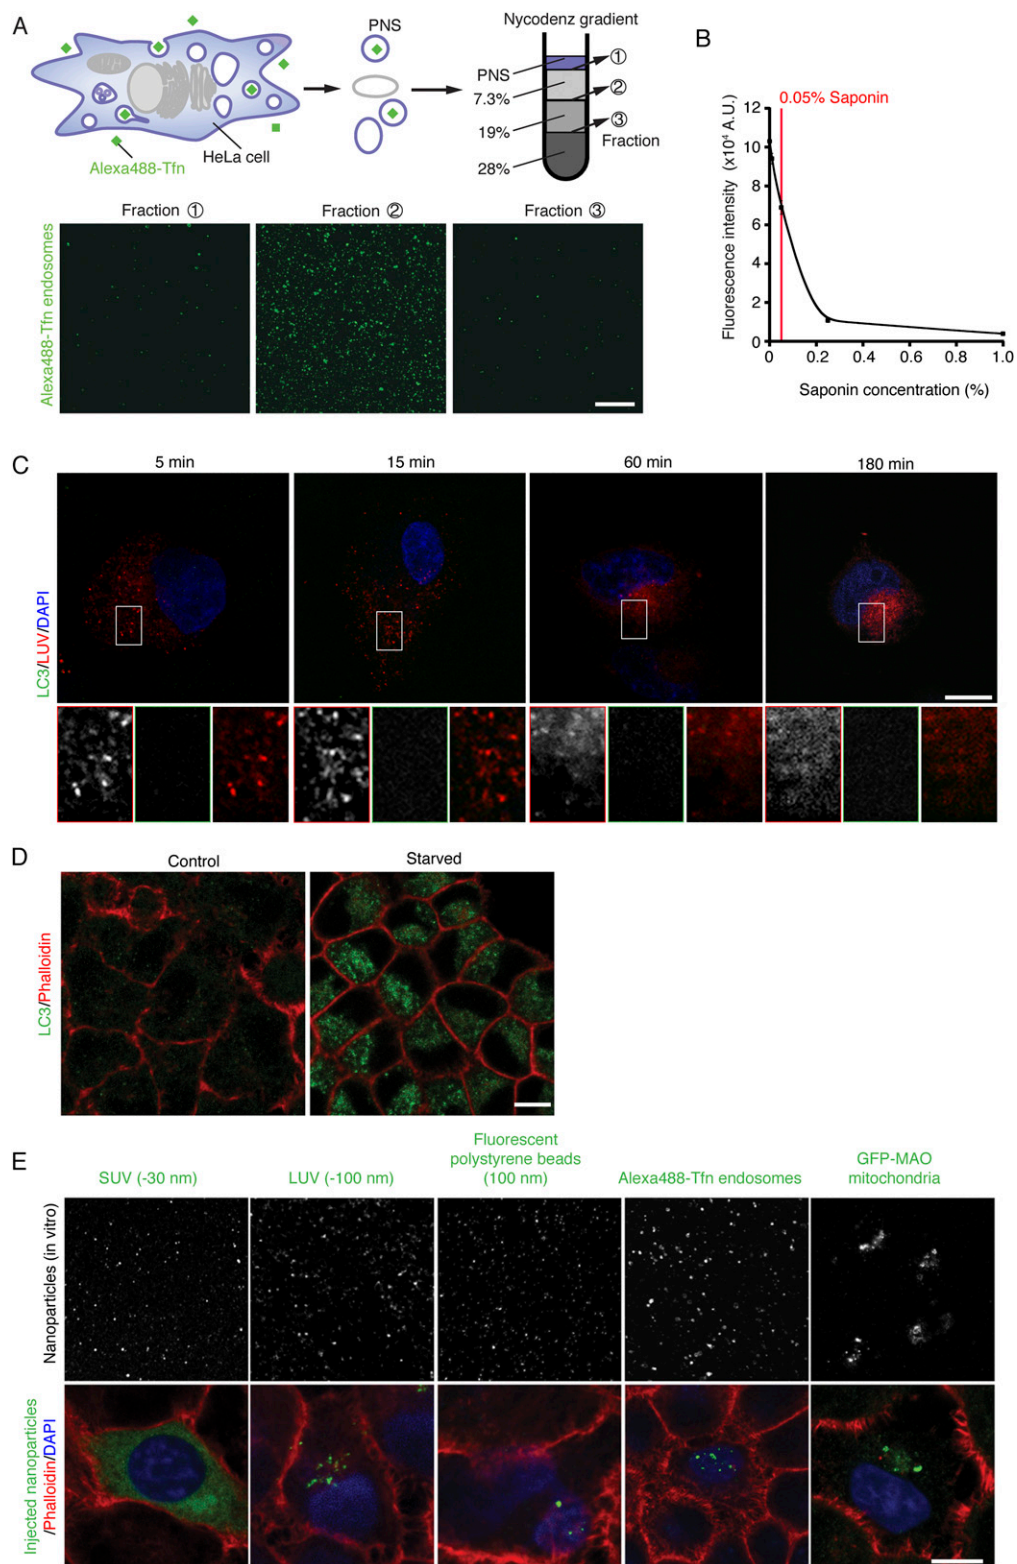 A
PNS
Nycodenz gradient
PNS
7.3%
19%
28%
①
②
③
Fraction
Alexa488-Tfn
HeLa cell
Fraction ①
Fraction ②
Fraction ③
Alexa488-Tfn endosomes
B
0.05% Saponin
Fluorescence intensity (x10⁴ A.U.)
12
10
8
6
4
2
0
0
0.2
0.4
0.6
0.8
1.0
Saponin concentration (%)
C
5 min
15 min
60 min
180 min
LC3/LUV/DAPI
D
Control
Starved
LC3/Phalloidin
E
SUV (-30 nm)
LUV (-100 nm)
Fluorescent
polystyrene beads
(100 nm)
Alexa488-Tfn endosomes
GFP-MAO
mitochondria
Nanoparticles (in vitro)
Injected nanoparticles
/Phalloidin/DAPI